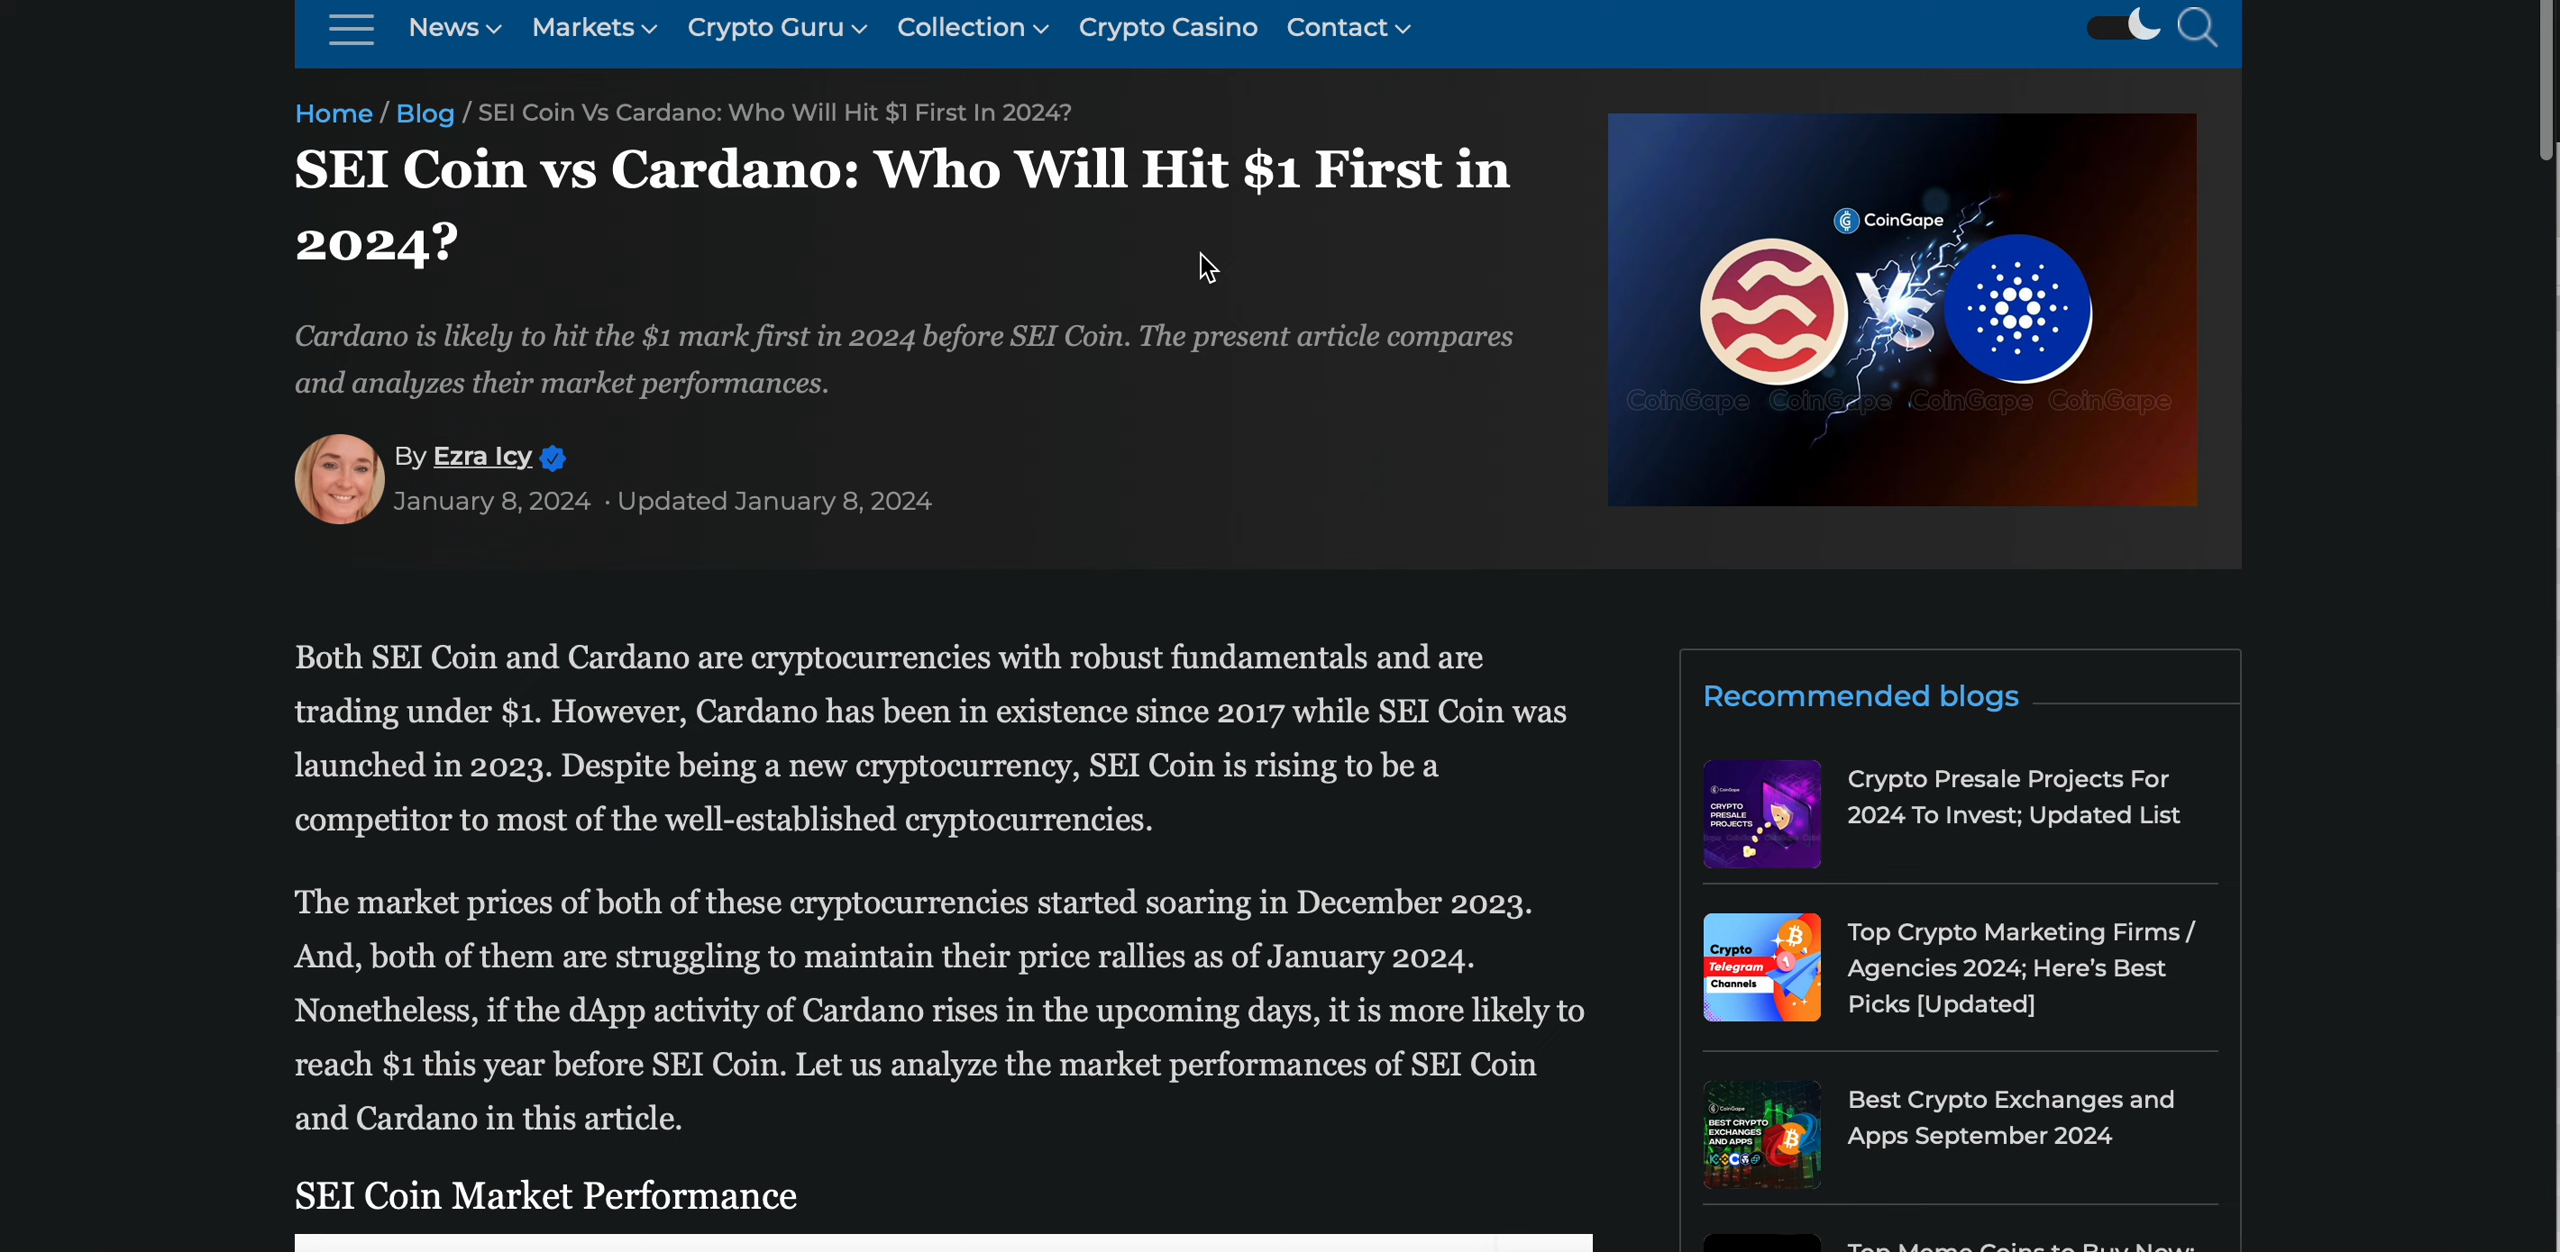 News Markets Crypto Guru Collection Crypto Casino Contact
Home / Blog / SEI Coin Vs Cardano: Who Will Hit $1 First In 2024?
SEI Coin vs Cardano: Who Will Hit $1 First in
2024?
Cardano is likely to hit the $1 mark first in 2024 before SEI Coin. The present article compares
and analyzes their market performances.
By Ezra Icy
January 8, 2024 · Updated January 8, 2024
CoinGape
VS
CoinGape CoinGape CoinGape CoinGape
Both SEI Coin and Cardano are cryptocurrencies with robust fundamentals and are
trading under $1. However, Cardano has been in existence since 2017 while SEI Coin was
launched in 2023. Despite being a new cryptocurrency, SEI Coin is rising to be a
competitor to most of the well-established cryptocurrencies.
The market prices of both of these cryptocurrencies started soaring in December 2023.
And, both of them are struggling to maintain their price rallies as of January 2024.
Nonetheless, if the dApp activity of Cardano rises in the upcoming days, it is more likely to
reach $1 this year before SEI Coin. Let us analyze the market performances of SEI Coin
and Cardano in this article.
SEI Coin Market Performance
Recommended blogs
CoinGape
CRYPTO
PRESALE
PROJECTS
Crypto Presale Projects For
2024 To Invest; Updated List
Crypto
Telegram
Channels
1
Top Crypto Marketing Firms /
Agencies 2024; Here's Best
Picks [Updated]
CoinGape
BEST CRYPTO
EXCHANGES
AND APPS
Best Crypto Exchanges and
Apps September 2024
Top Meme Coins to Buy Now: